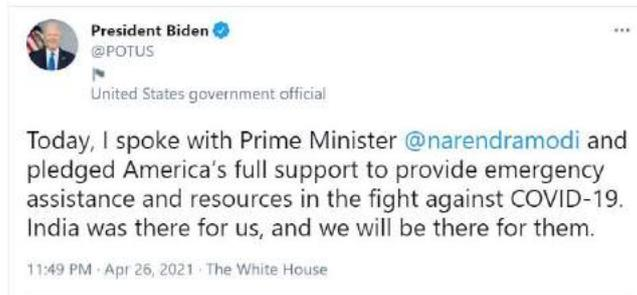 President Biden
@POTUS
United States government official
Today, I spoke with Prime Minister @narendramodi and
pledged America's full support to provide emergency
assistance and resources in the fight against COVID-19.
India was there for us, and we will be there for them.
11:49 PM · Apr 26, 2021 · The White House